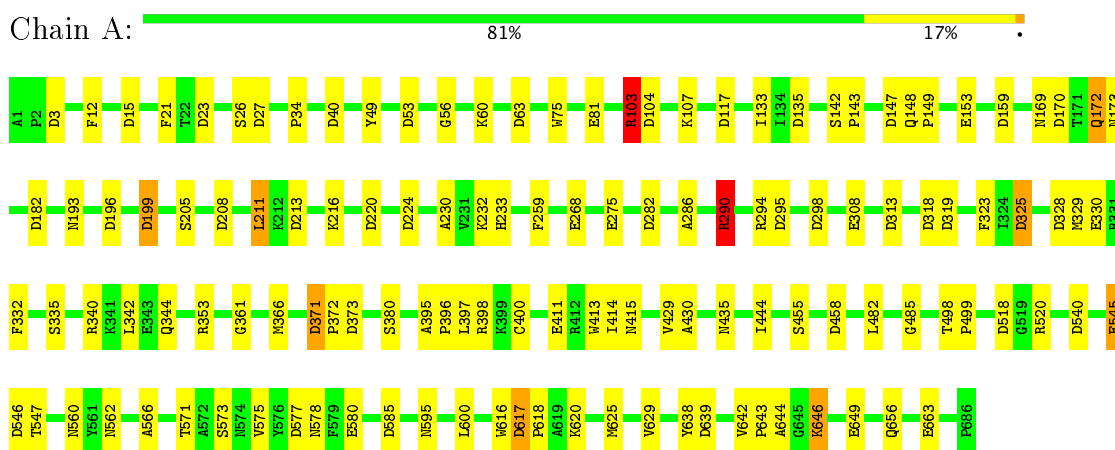 Chain A:
81% 17% •
A1 P2 D3 F12 D15 F21 T22 D23 S26 D27 P34 D40 Y49 D53 G56 K60 D63 W75 E81 R103 D104 K107 D117 I133 I134 D135 S142 P143 D147 Q148 P149 E153 D159 N169 D170 T171 Q172 N173
D182 N193 D196 D199 S205 D208 L211 K212 D213 K216 D220 D224 A230 V231 K232 H233 F259 E268 E275 D282 A286 R290 R294 D295 D298 E308 D313 D318 D319 F323 I324 D325 D328 M329 E330 R331
F332 S335 R340 K341 L342 E343 Q344 R353 G361 M366 D371 P372 D373 S380 A395 P396 L397 R398 K399 C400 E411 R412 W413 I414 N415 V429 A430 N435 I444 S455 D458 L482 G485 T498 P499 D518 G519 R520 D540 E545
D546 T547 N560 Y561 N562 A566 T571 A572 S573 N574 V575 Y576 D577 N578 F579 E580 D585 N595 L600 W616 D617 P618 A619 K620 M625 V629 Y638 D639 V642 P643 A644 G645 K646 E649 Q656 E663 P686